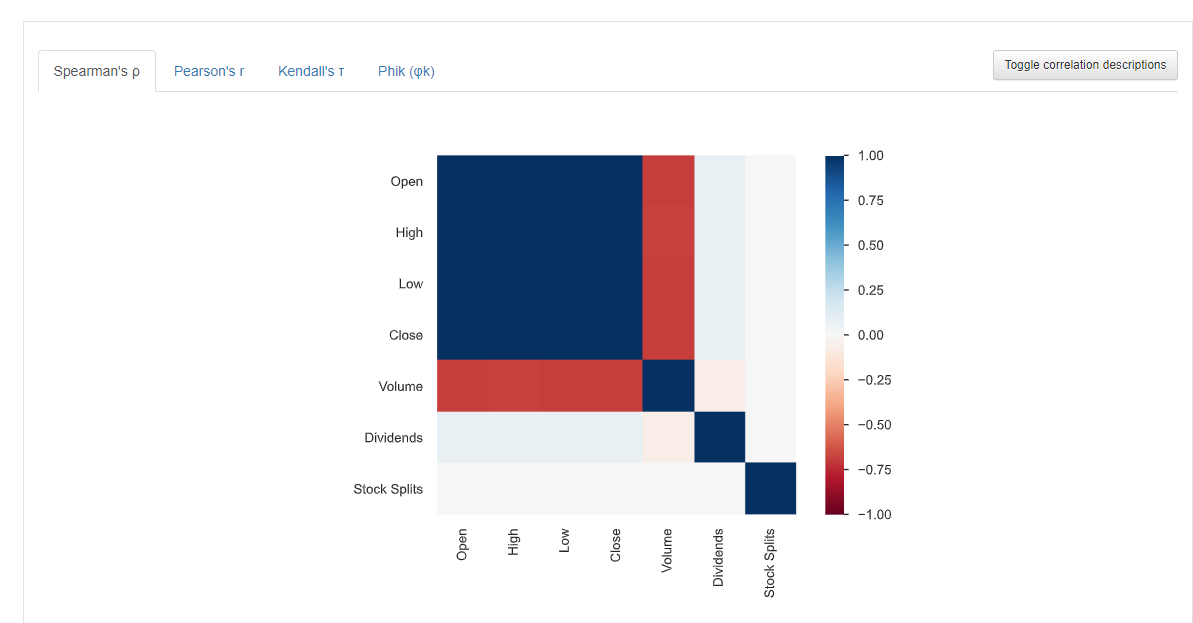 Spearman's ρ Pearson's r Kendall's τ Phik (φk) Toggle correlation descriptions
Open
High
Low
Close
Volume
Dividends
Stock Splits
Open High Low Close Volume Dividends Stock Splits
1.00
0.75
0.50
0.25
0.00
−0.25
−0.50
−0.75
−1.00